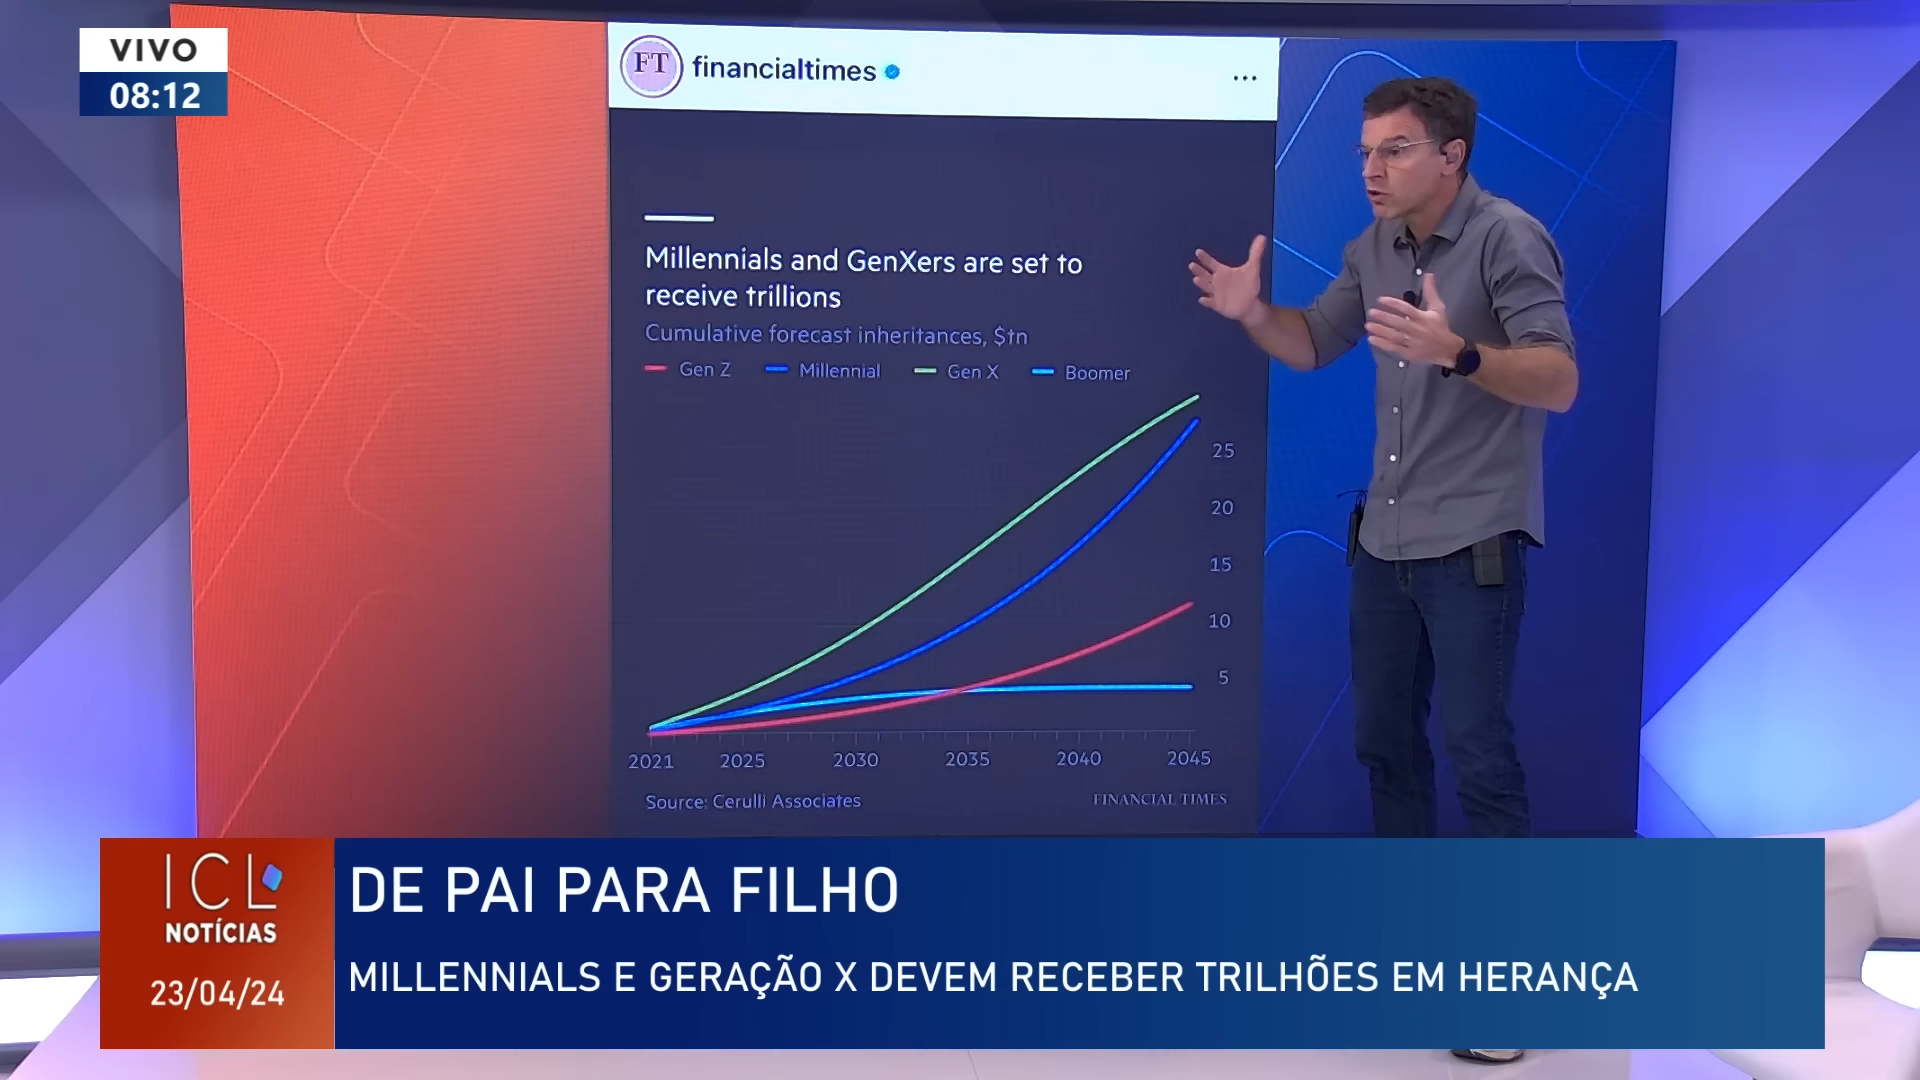 VIVO
08:12
FT
financialtimes
...
Millennials and GenXers are set to
receive trillions
Cumulative forecast inheritances, $tn
Gen Z Millennial Gen X Boomer
25
20
15
10
5
2021 2025 2030 2035 2040 2045
Source: Cerulli Associates FINANCIAL TIMES
ICL
NOTÍCIAS
23/04/24
DE PAI PARA FILHO
MILLENNIALS E GERAÇÃO X DEVEM RECEBER TRILHÕES EM HERANÇA